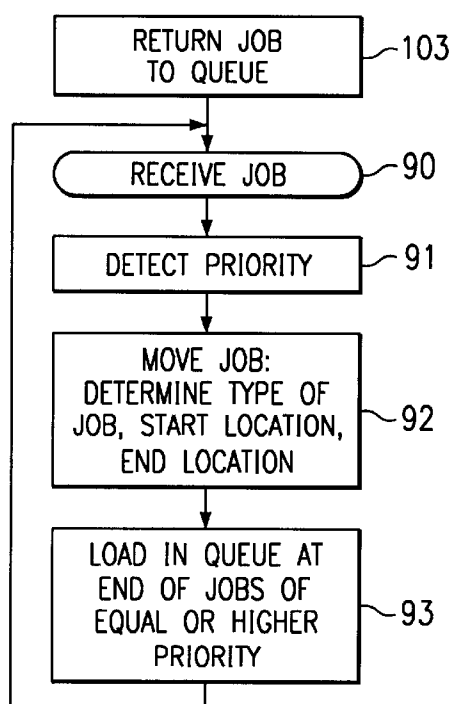 RETURN JOB
TO QUEUE
103
RECEIVE JOB
90
DETECT PRIORITY
91
MOVE JOB:
DETERMINE TYPE OF
JOB, START LOCATION,
END LOCATION
92
LOAD IN QUEUE AT
END OF JOBS OF
EQUAL OR HIGHER
PRIORITY
93